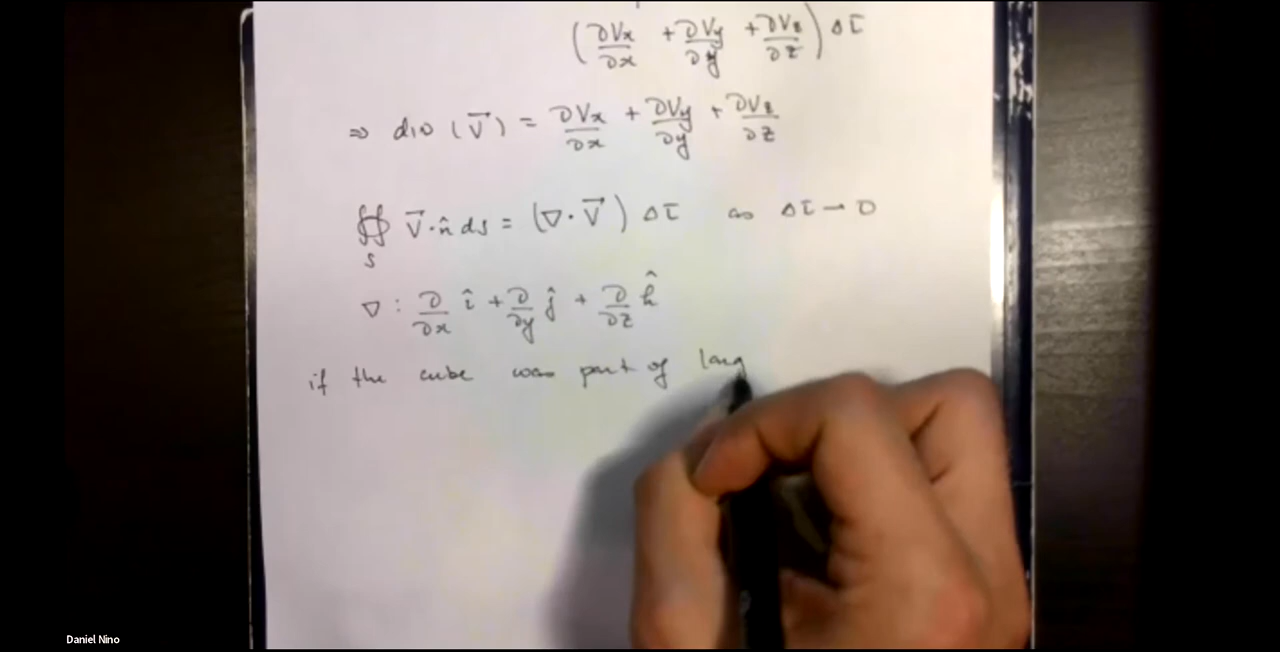 (∂Vx/∂x + ∂Vy/∂y + ∂Vz/∂z) Δτ
⇒ div (V⃗) = ∂Vx/∂x + ∂Vy/∂y + ∂Vz/∂z
∯_S V⃗·n̂ ds = (∇·V⃗) Δτ as Δτ → 0
∇ : ∂/∂x î + ∂/∂y ĵ + ∂/∂z k̂
if the cube was part of larg
Daniel Nino